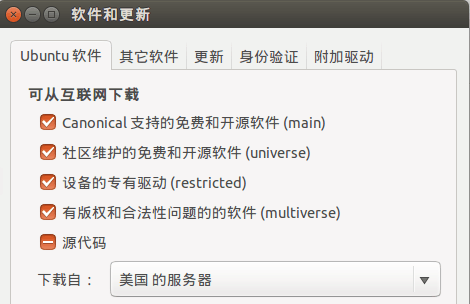 软件和更新
Ubuntu 软件 其它软件 更新 身份验证 附加驱动
可从互联网下载
Canonical 支持的免费和开源软件 (main)
社区维护的免费和开源软件 (universe)
设备的专有驱动 (restricted)
有版权和合法性问题的的软件 (multiverse)
源代码
下载自： 美国 的服务器